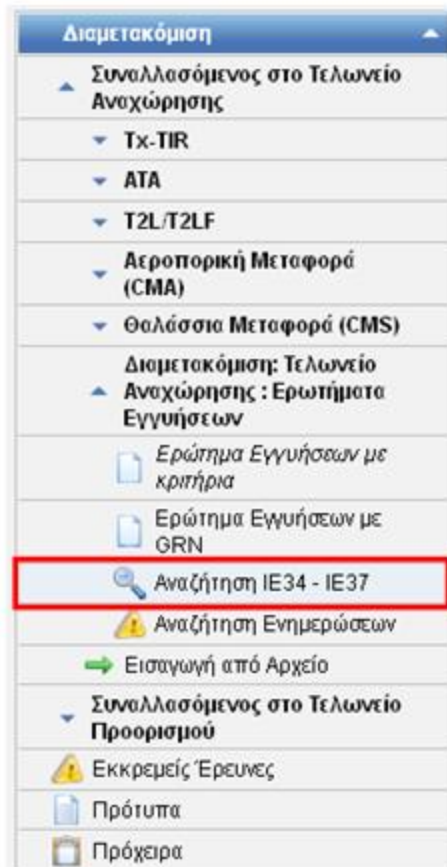 Διαμετακόμιση
Συναλλασόμενος στο Τελωνείο
Αναχώρησης
Tx-TIR
ATA
T2L/T2LF
Αεροπορική Μεταφορά
(CMA)
Θαλάσσια Μεταφορά (CMS)
Διαμετακόμιση: Τελωνείο
Αναχώρησης : Ερωτήματα
Εγγυήσεων
Ερώτημα Εγγυήσεων με
κριτήρια
Ερώτημα Εγγυήσεων με
GRN
Αναζήτηση IE34 - IE37
Αναζήτηση Ενημερώσεων
Εισαγωγή από Αρχείο
Συναλλασόμενος στο Τελωνείο
Προορισμού
Εκκρεμείς Έρευνες
Πρότυπα
Πρόχειρα